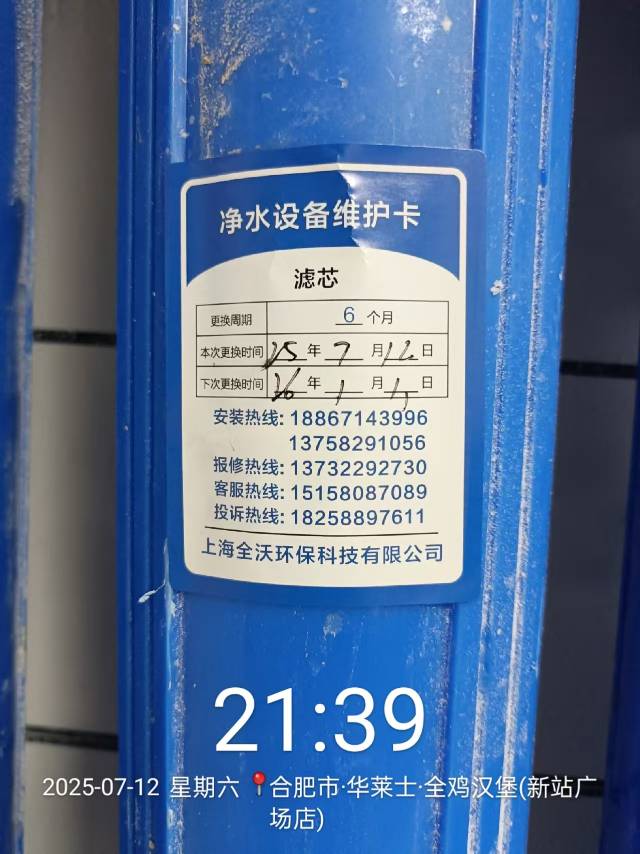 净水设备维护卡
滤芯
更换周期 6 个月
本次更换时间 25 年 7 月 12 日
下次更换时间 26 年 1 月 日
安装热线: 18867143996
13758291056
报修热线: 13732292730
客服热线: 15158087089
投诉热线: 18258897611
上海全沃环保科技有限公司
21:39
2025-07-12 星期六 📍合肥市·华莱士·全鸡汉堡(新站广
场店)